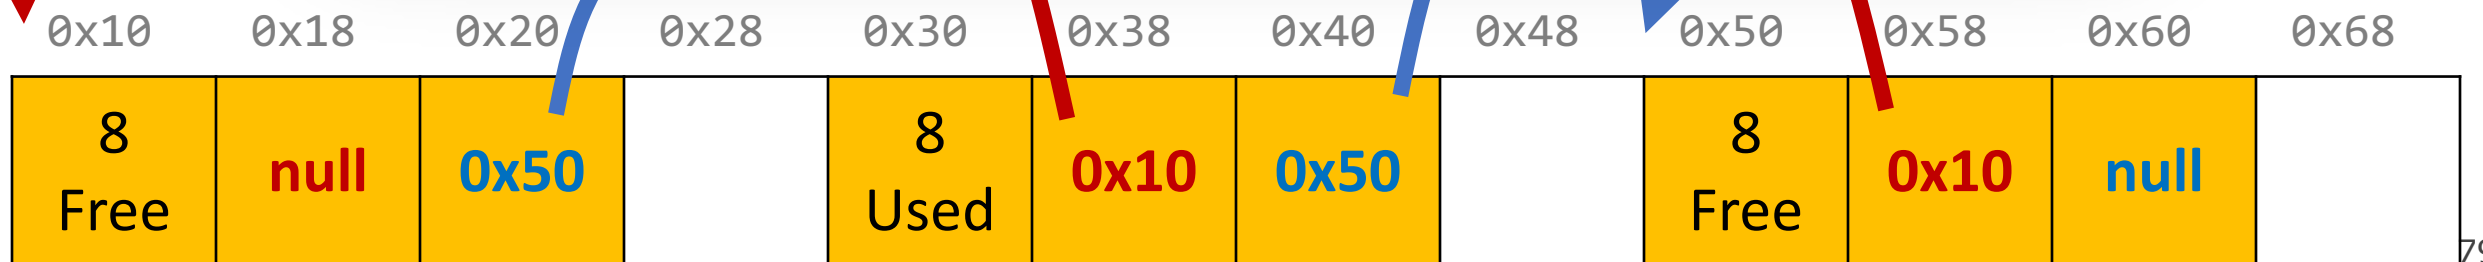 0x10 0x18 0x20 0x28 0x30 0x38 0x40 0x48 0x50 0x58 0x60 0x68
8 8 8
null 0x50 0x10 0x50 0x10 null
Free Used Free